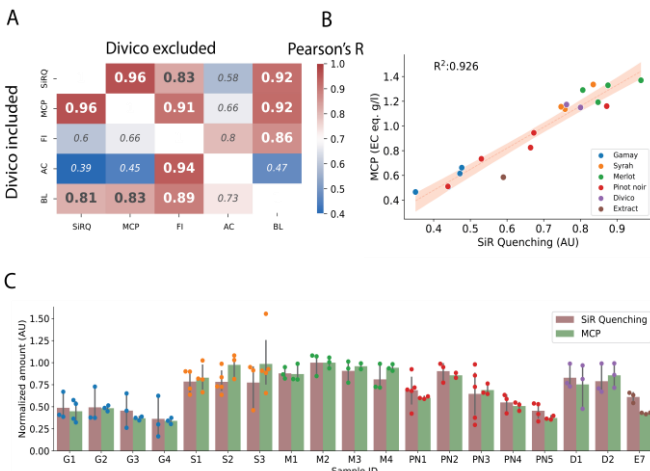 A
B
Divico excluded
Pearson's R
Divico included
SiRQ
MCP
FI
AC
BL
0.96 0.83 0.58 0.92
0.96 0.91 0.66 0.92
0.6 0.66 0.8 0.86
0.39 0.45 0.94 0.47
0.81 0.83 0.89 0.73
SiRQ MCP FI AC BL
1.0
0.9
0.8
0.7
0.6
0.5
0.4
R²:0.926
MCP (EC eq. g/l)
1.4
1.2
1.0
0.8
0.6
0.4
0.4 0.5 0.6 0.7 0.8 0.9
SiR Quenching (AU)
Gamay
Syrah
Merlot
Pinot noir
Divico
Extract
C
Normalized amount (AU)
1.50
1.25
1.00
0.75
0.50
0.25
0.00
SiR Quenching
MCP
G1 G2 G3 G4 S1 S2 S3 M1 M2 M3 M4 PN1 PN2 PN3 PN4 PN5 D1 D2 E7
Sample ID